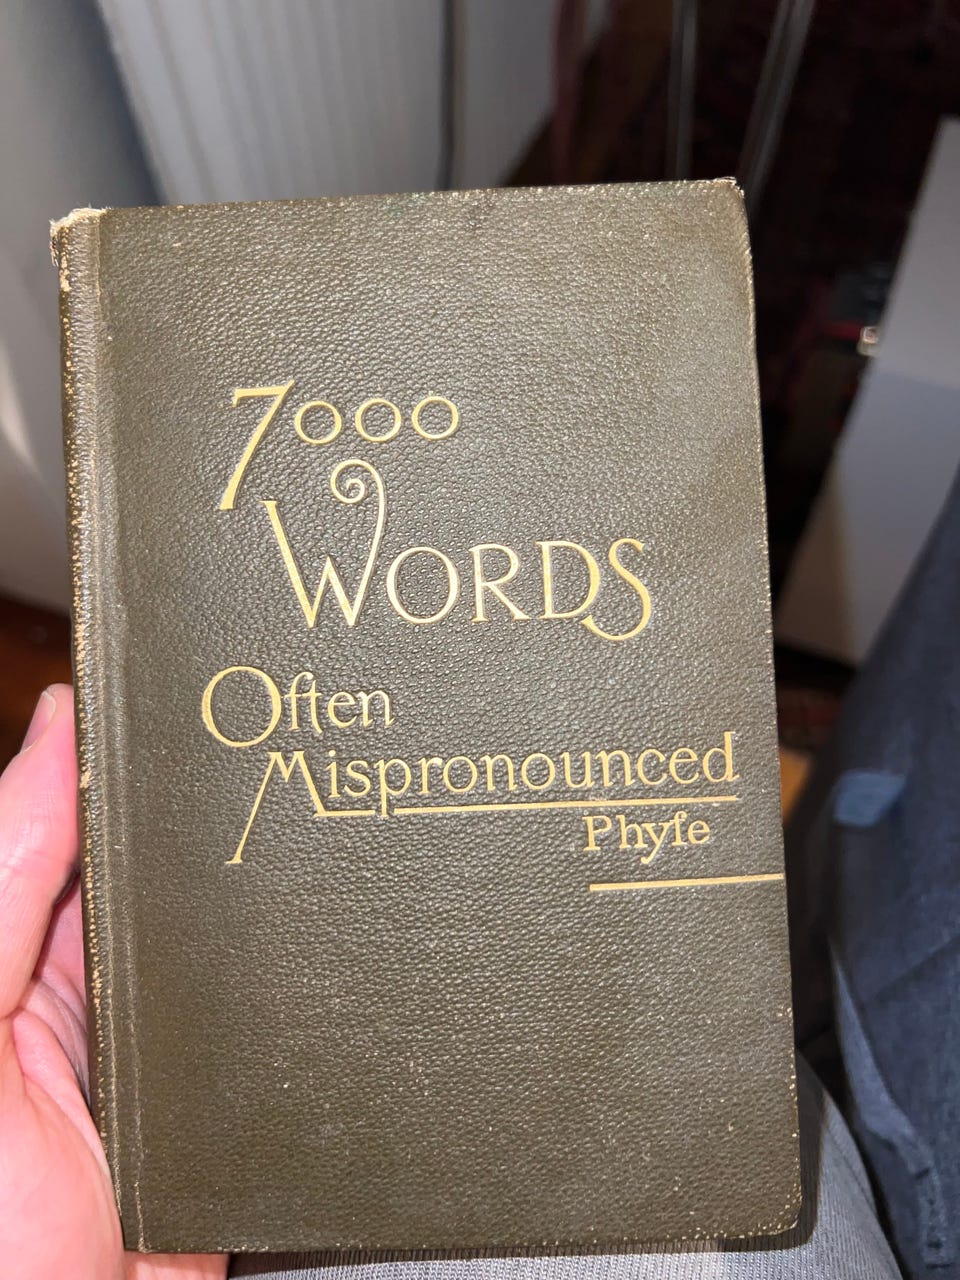 7000
WORDS
Often
Mispronounced
Phyfe